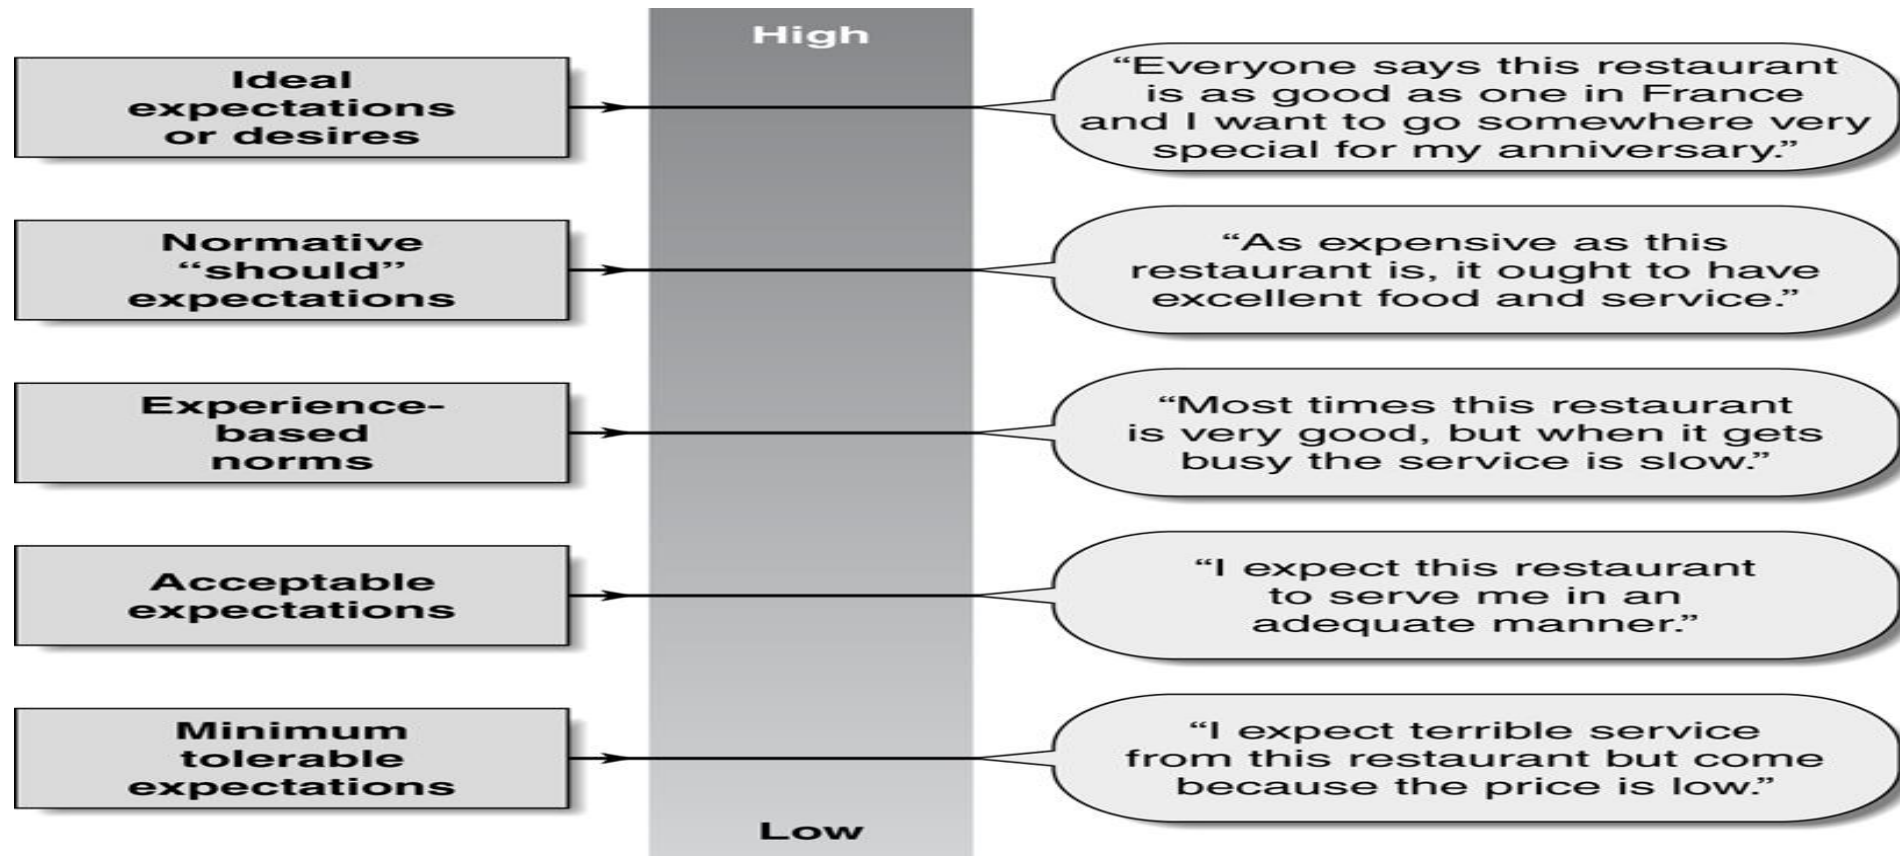 High
Ideal
expectations
or desires
“Everyone says this restaurant
is as good as one in France
and I want to go somewhere very
special for my anniversary.”
Normative
“should”
expectations
“As expensive as this
restaurant is, it ought to have
excellent food and service.”
Experience-
based
norms
“Most times this restaurant
is very good, but when it gets
busy the service is slow.”
Acceptable
expectations
“I expect this restaurant
to serve me in an
adequate manner.”
Minimum
tolerable
expectations
“I expect terrible service
from this restaurant but come
because the price is low.”
Low